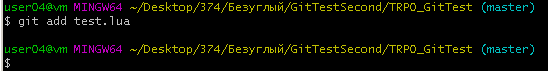 user04@vm MINGW64 ~/Desktop/374/Безуглый/GitTestSecond/TRPO_GitTest (master)
$ git add test.lua
user04@vm MINGW64 ~/Desktop/374/Безуглый/GitTestSecond/TRPO_GitTest (master)
$